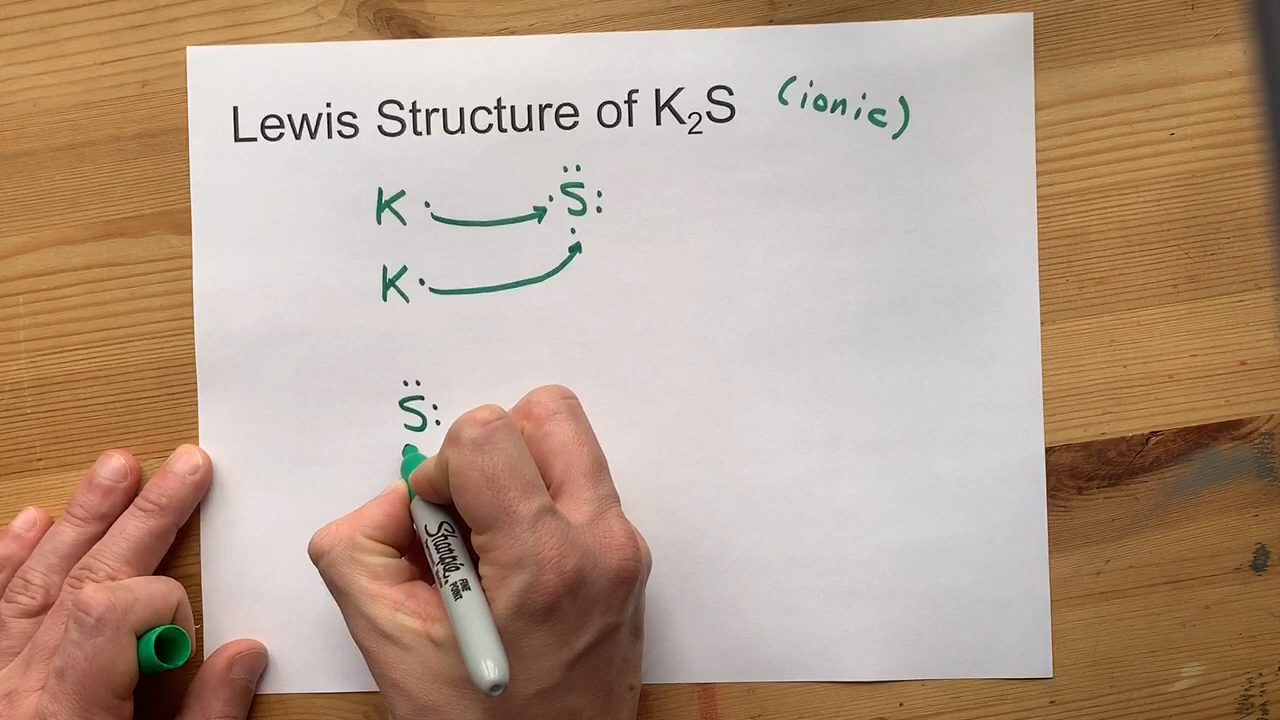 Lewis Structure of K₂S (ionic)
K · · S̈ :
·
K ·
S̈ :
Sharpie
FINE POINT